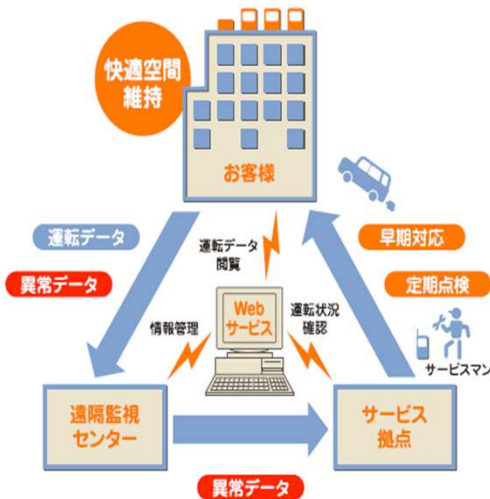 快適空間
維持
お客様
運転データ
異常データ
運転データ
閲覧
早期対応
定期点検
情報管理
Web
サービス
運転状況
確認
サービスマン
遠隔監視
センター
サービス
拠点
異常データ